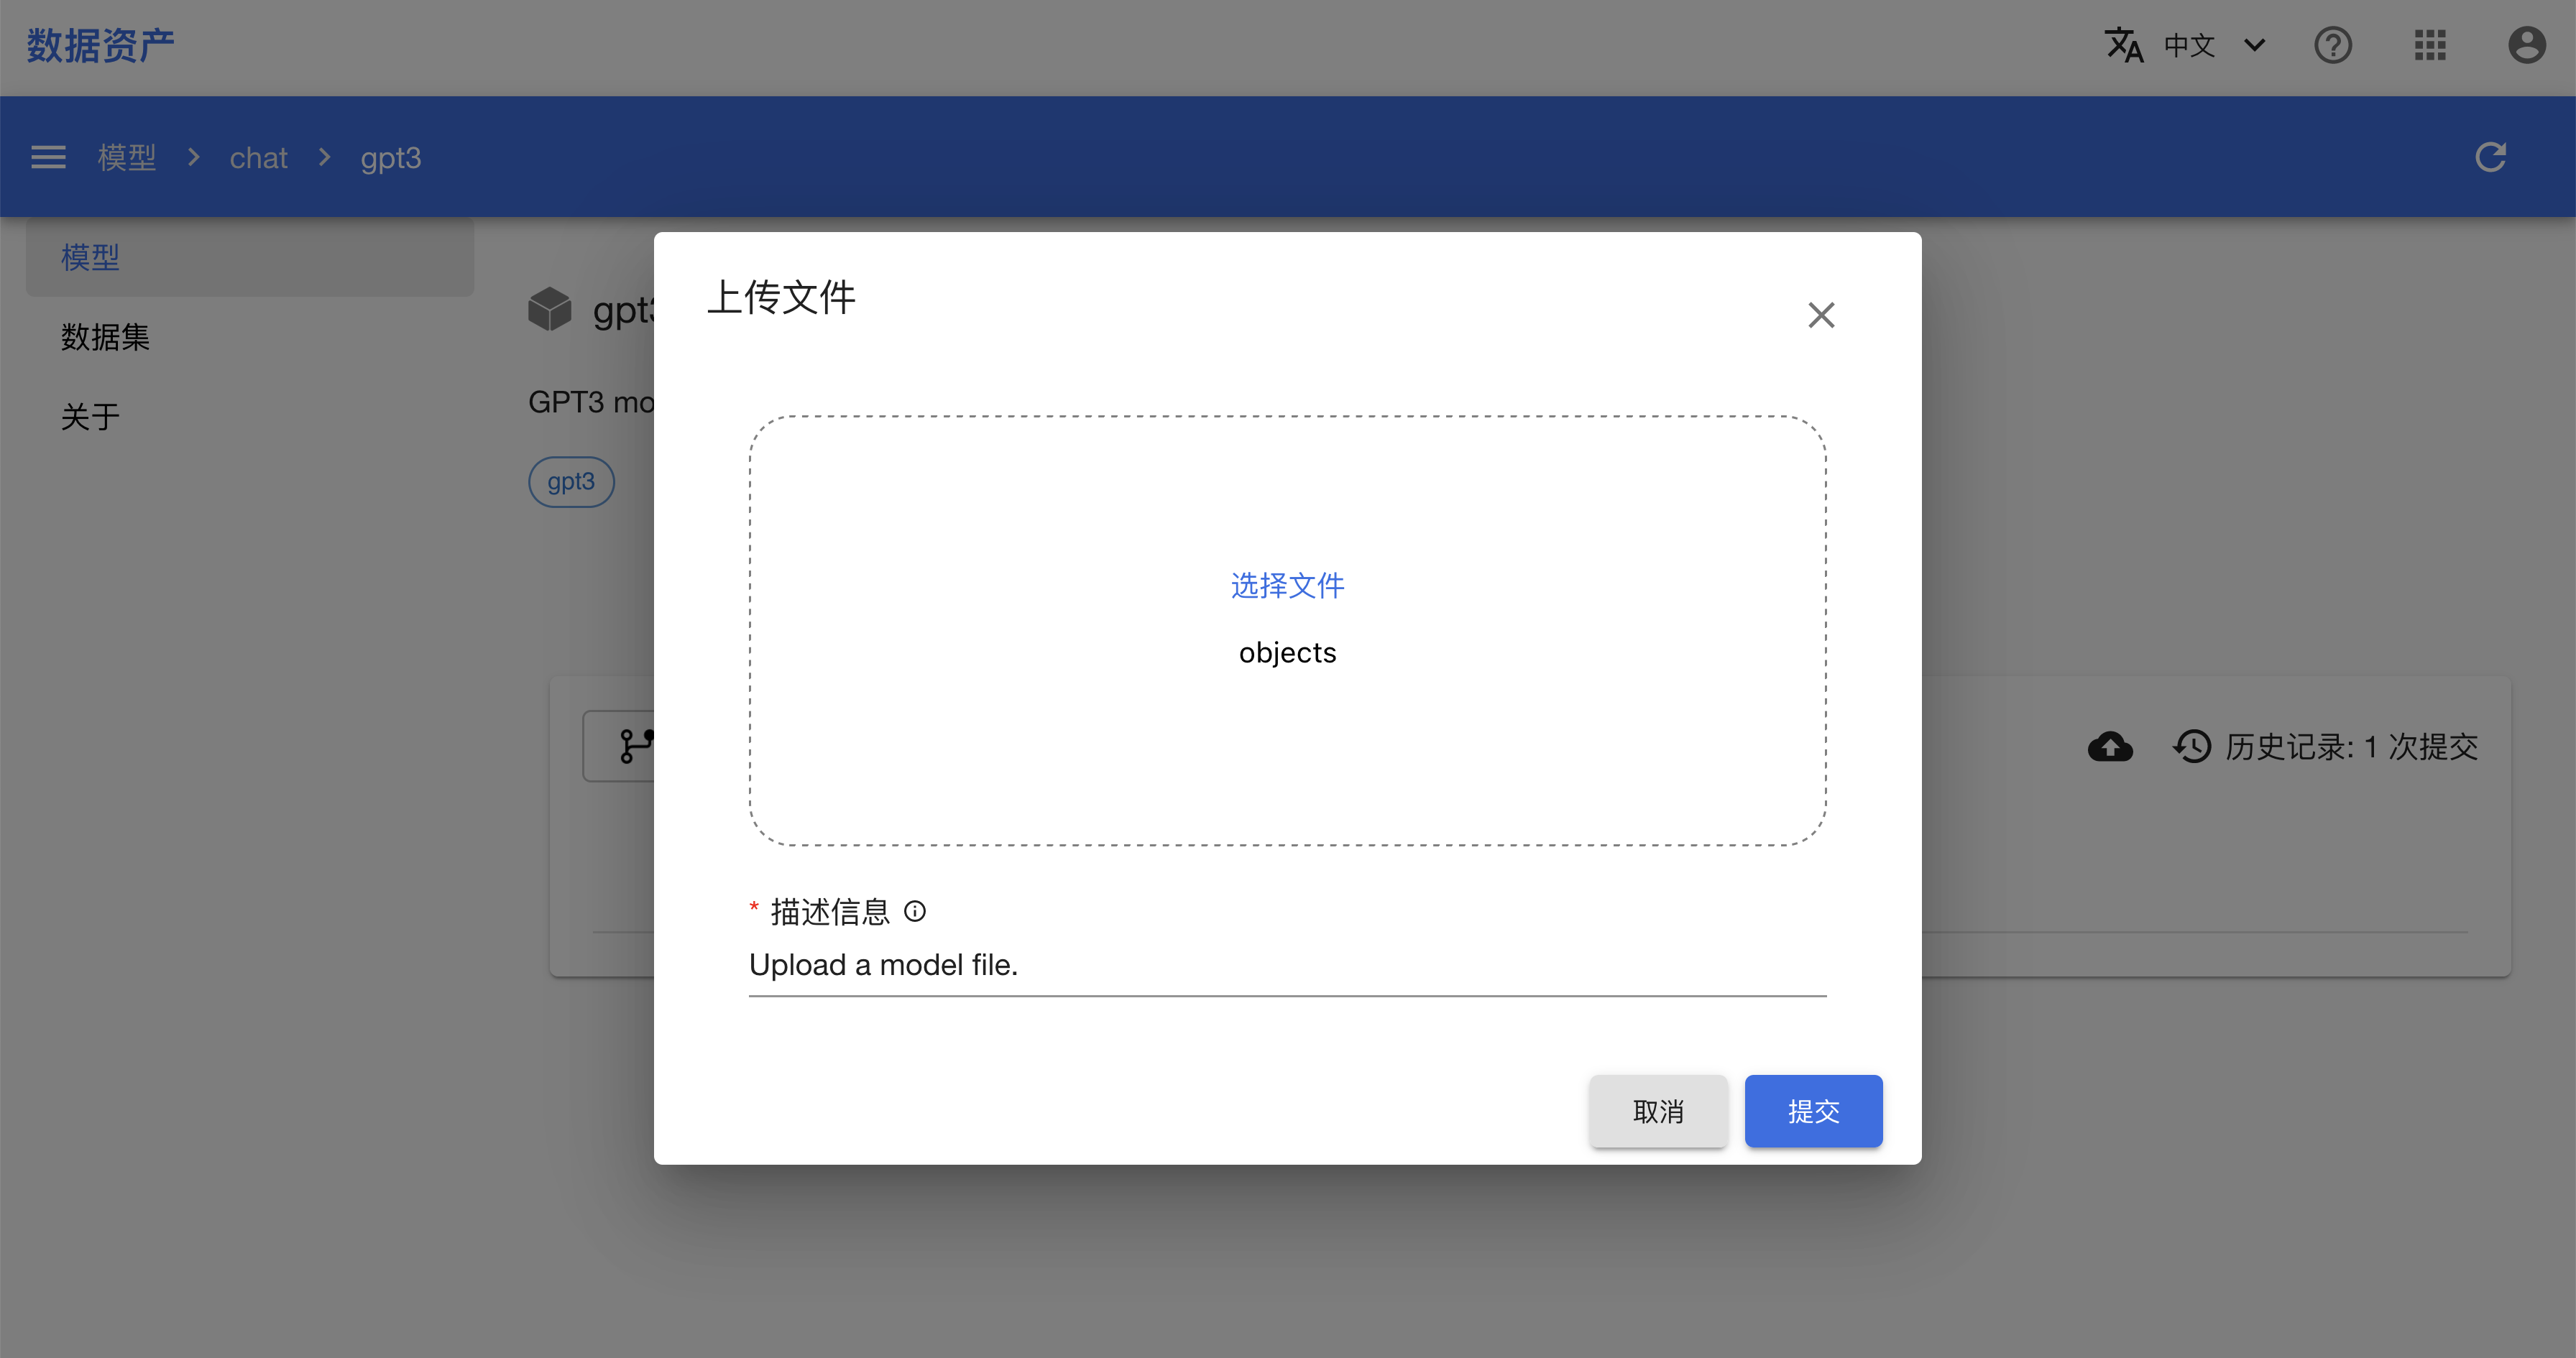 数据资产
中文
模型 > chat > gpt3
模型
数据集
关于
gpt3
GPT3 mo
gpt3
历史记录: 1 次提交
上传文件
选择文件
objects
* 描述信息
Upload a model file.
取消
提交